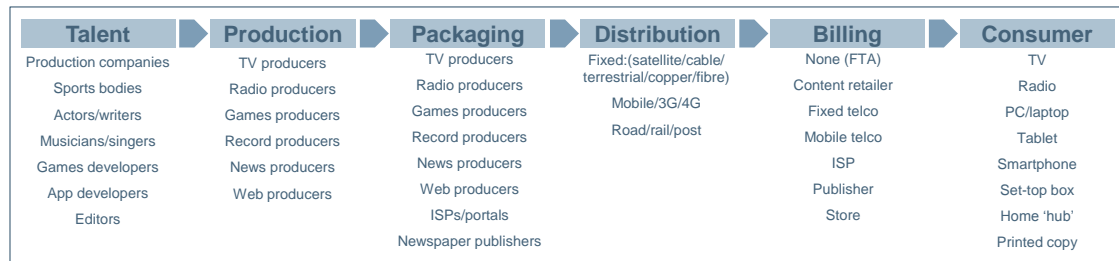 Talent
Production companies
Sports bodies
Actors/writers
Musicians/singers
Games developers
App developers
Editors
Production
TV producers
Radio producers
Games producers
Record producers
News producers
Web producers
Packaging
TV producers
Radio producers
Games producers
Record producers
News producers
Web producers
ISPs/portals
Newspaper publishers
Distribution
Fixed:(satellite/cable/
terrestrial/copper/fibre)
Mobile/3G/4G
Road/rail/post
Billing
None (FTA)
Content retailer
Fixed telco
Mobile telco
ISP
Publisher
Store
Consumer
TV
Radio
PC/laptop
Tablet
Smartphone
Set-top box
Home ‘hub’
Printed copy